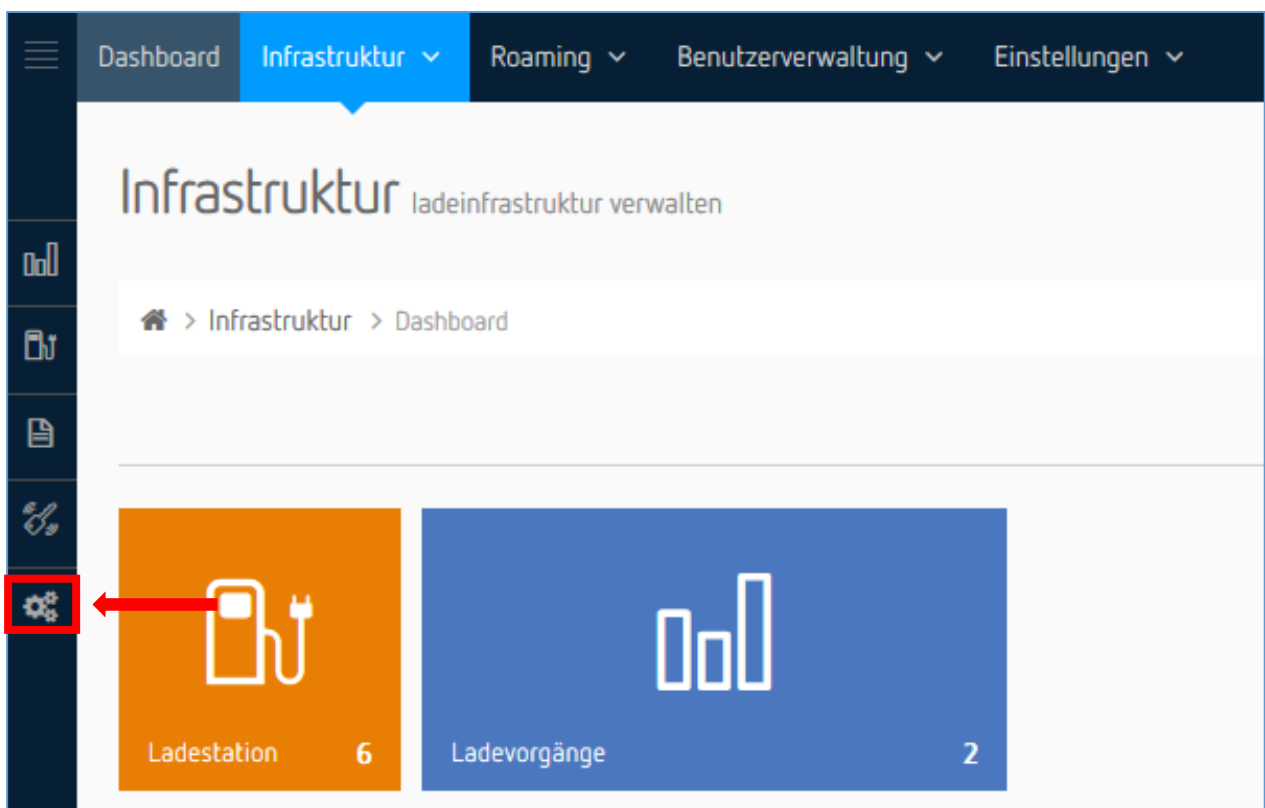 Dashboard Infrastruktur Roaming Benutzerverwaltung Einstellungen
Infrastruktur ladeinfrastruktur verwalten
> Infrastruktur > Dashboard
Ladestation 6 Ladevorgänge 2